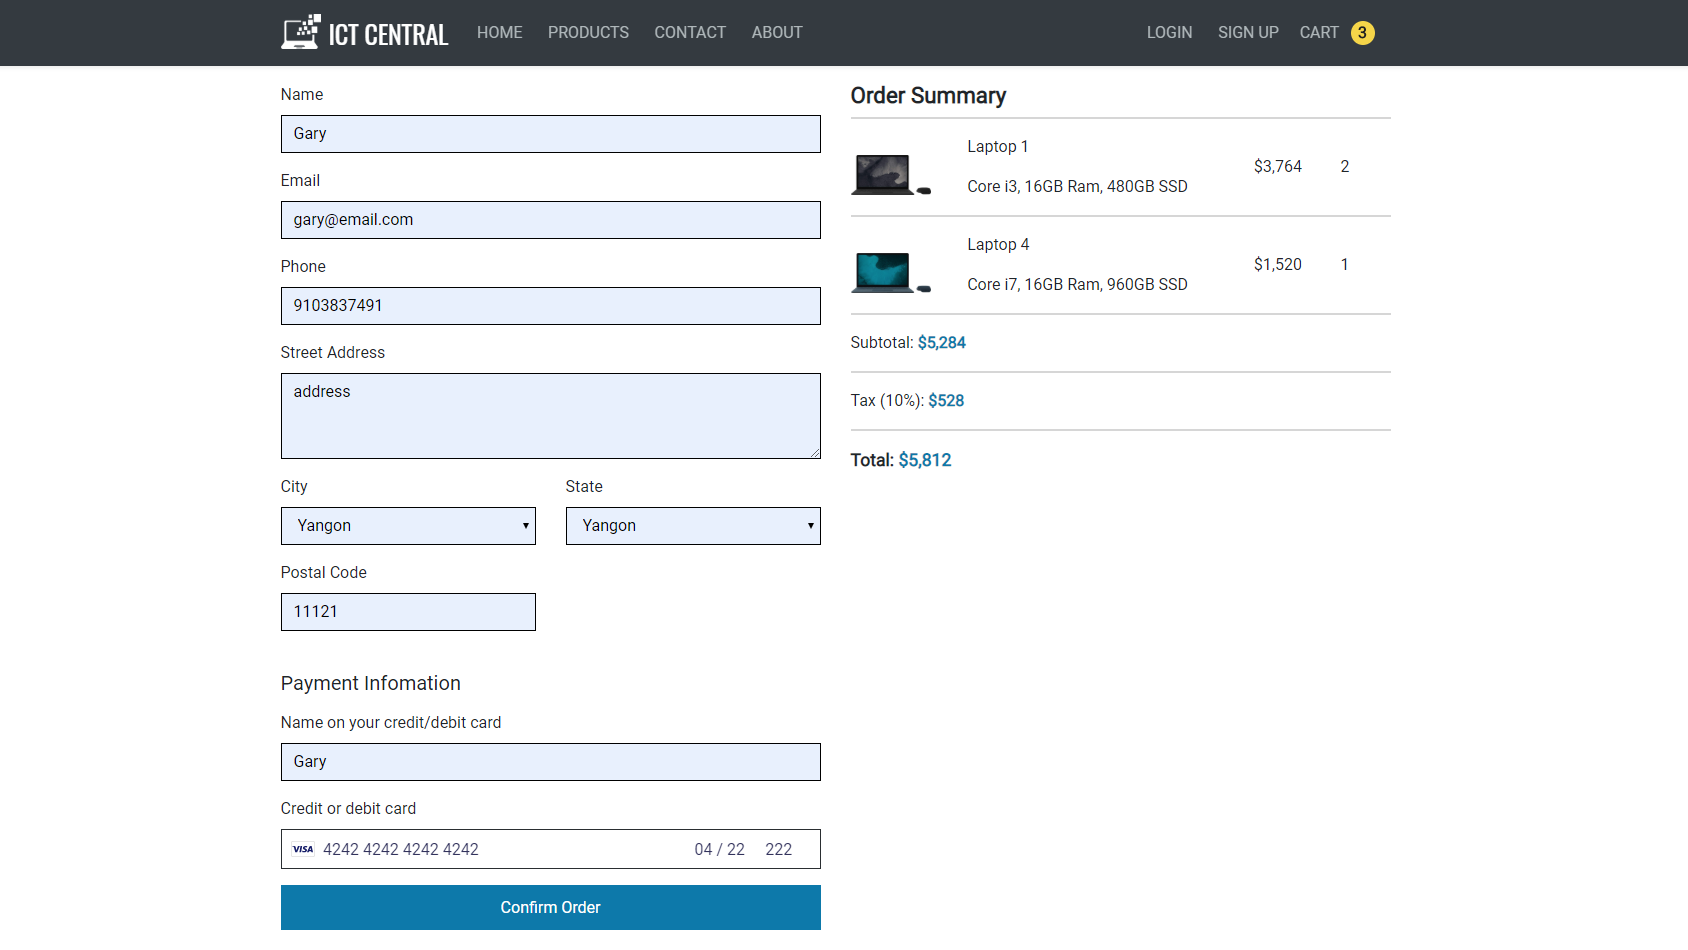 ICT CENTRAL HOME PRODUCTS CONTACT ABOUT LOGIN SIGN UP CART 3
Name
Gary
Email
gary@email.com
Phone
9103837491
Street Address
address
City State
Yangon Yangon
Postal Code
11121
Payment Infomation
Name on your credit/debit card
Gary
Credit or debit card
VISA 4242 4242 4242 4242 04 / 22 222
Confirm Order
Order Summary
Laptop 1
$3,764 2
Core i3, 16GB Ram, 480GB SSD
Laptop 4
$1,520 1
Core i7, 16GB Ram, 960GB SSD
Subtotal: $5,284
Tax (10%): $528
Total: $5,812